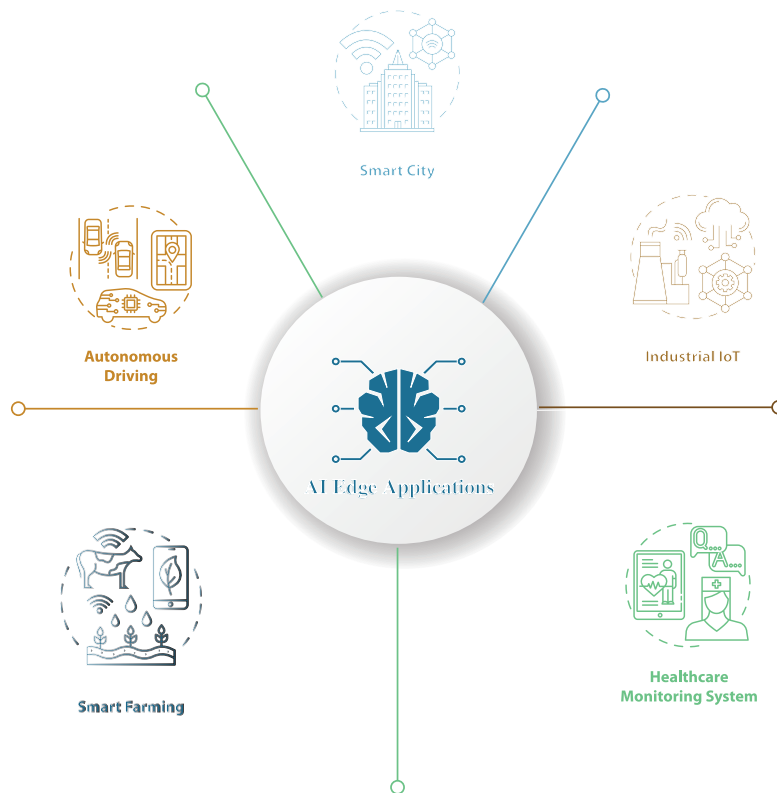 Smart City
Autonomous
Driving
Industrial IoT
AI Edge Applications
Q...
A...
Smart Farming
Healthcare
Monitoring System